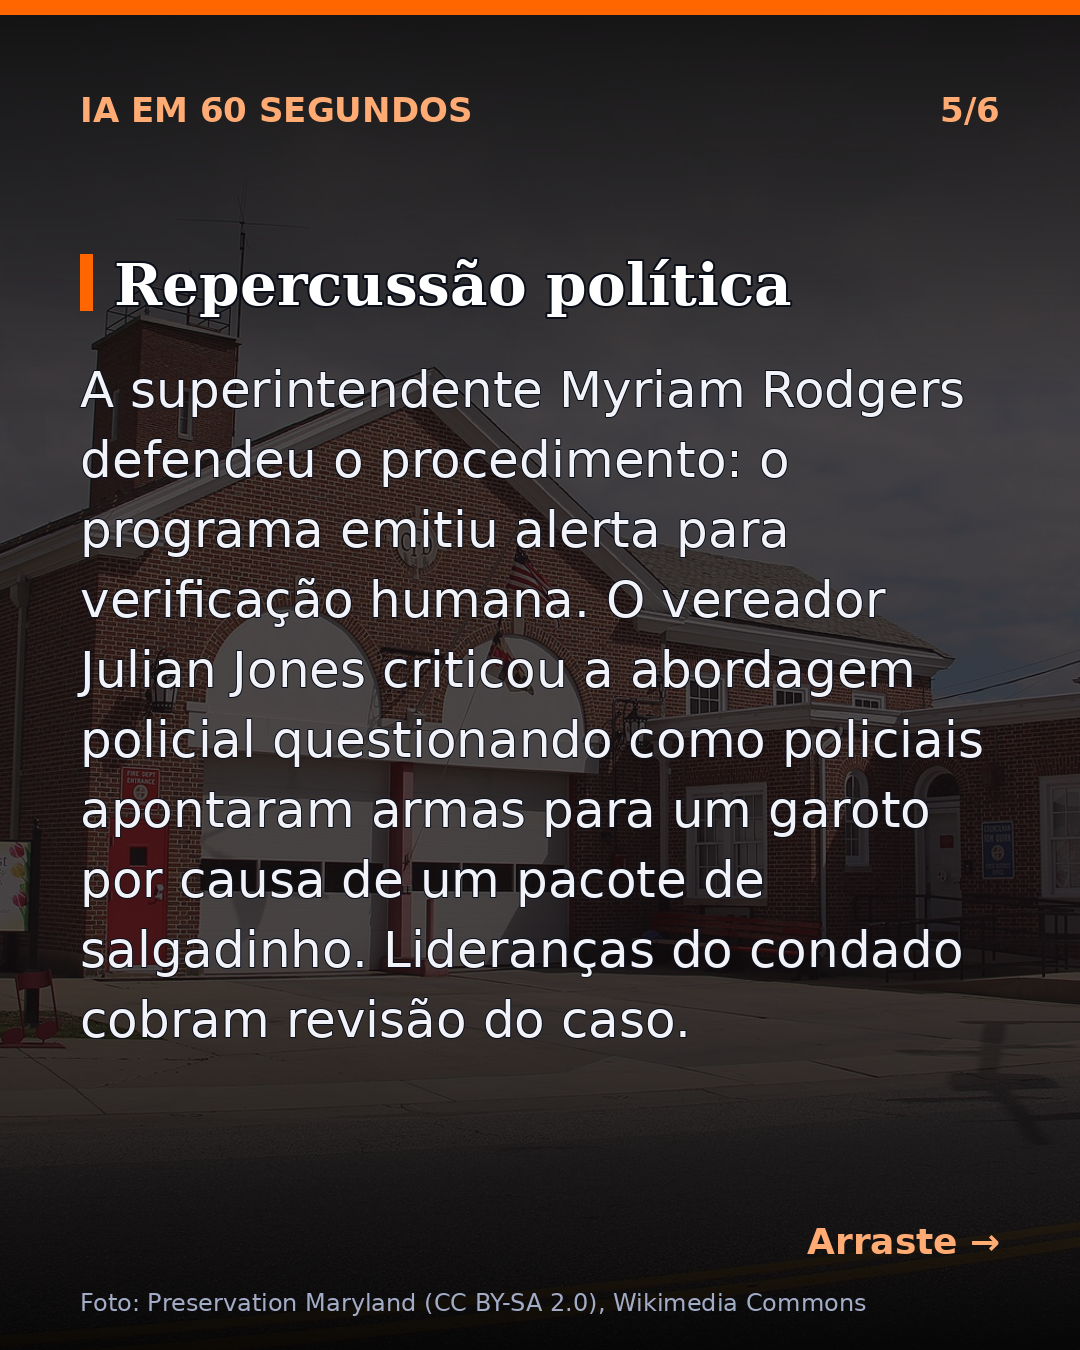 IA EM 60 SEGUNDOS
5/6
Repercussão política
A superintendente Myriam Rodgers
defendeu o procedimento: o
programa emitiu alerta para
verificação humana. O vereador
Julian Jones criticou a abordagem
policial questionando como policiais
apontaram armas para um garoto
por causa de um pacote de
salgadinho. Lideranças do condado
cobram revisão do caso.
FIRE DEPT
ENTRANCE
Arraste →
Foto: Preservation Maryland (CC BY-SA 2.0), Wikimedia Commons